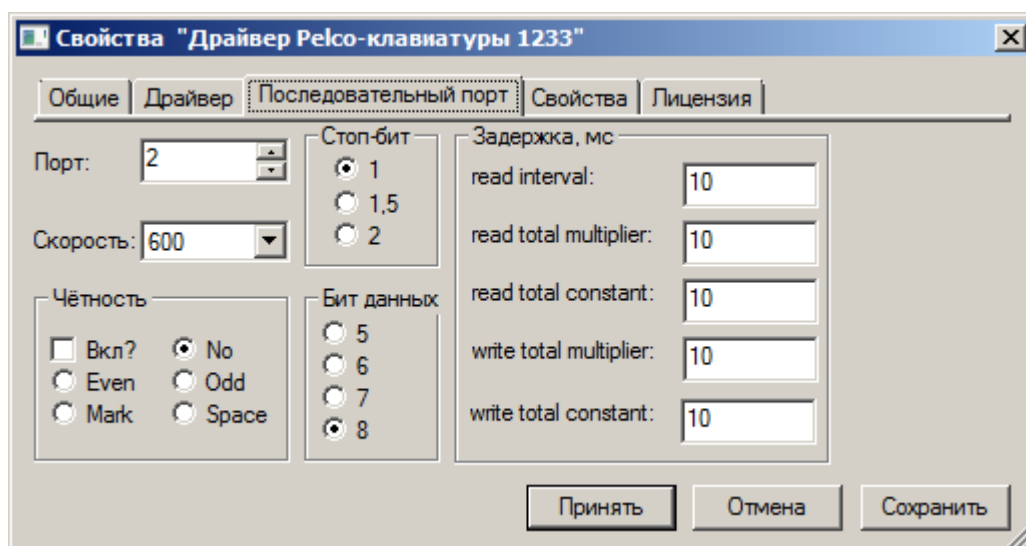 Свойства "Драйвер Pelco-клавиатуры 1233"
Общие Драйвер Последовательный порт Свойства Лицензия
Порт: 2
Скорость: 600
Стоп-бит
1
1,5
2
Чётность
Вкл? No
Even Odd
Mark Space
Бит данных
5
6
7
8
Задержка, мс
read interval: 10
read total multiplier: 10
read total constant: 10
write total multiplier: 10
write total constant: 10
Принять Отмена Сохранить